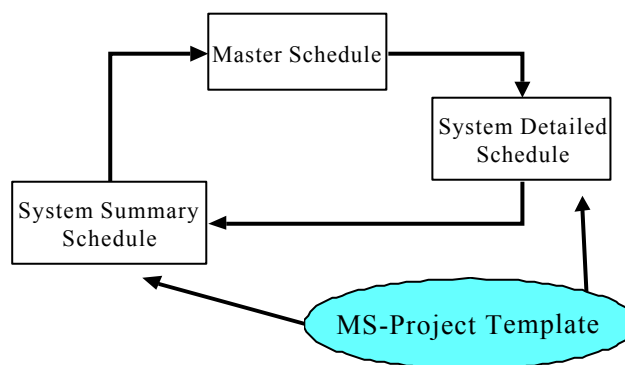 Master Schedule
System Detailed
Schedule
System Summary
Schedule
MS-Project Template